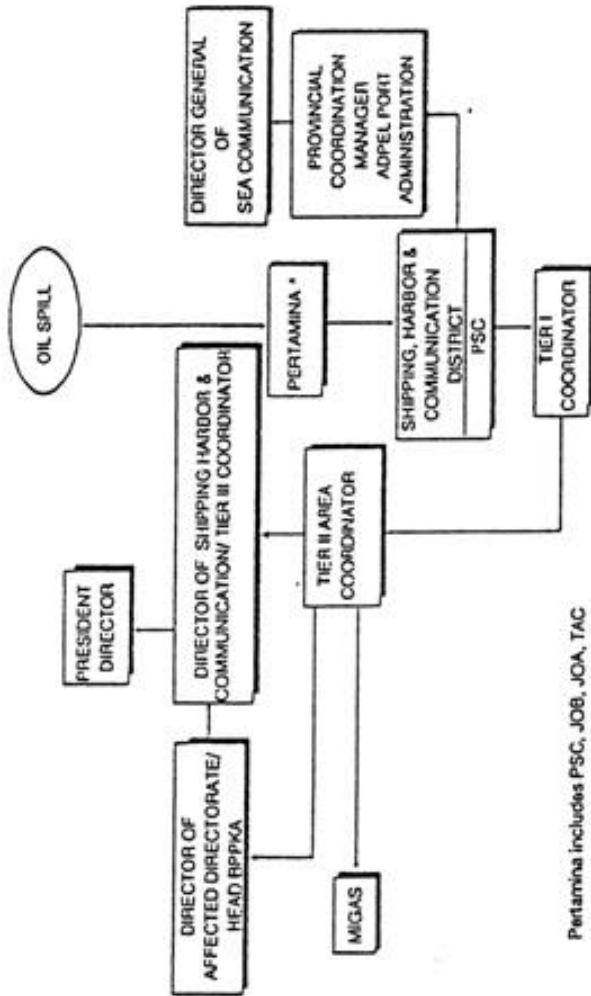 OIL SPILL
PRESIDENT
DIRECTOR
DIRECTOR OF
AFFECTED DIRECTORATE/
HEAD BPPKA
DIRECTOR OF SHIPPING HARBOR &
COMMUNICATION/ TIER III COORDINATOR
PERTAMINA *
DIRECTOR GENERAL
OF
SEA COMMUNICATION
MIGAS
TIER II AREA
COORDINATOR
SHIPPING, HARBOR &
COMMUNICATION
DISTRICT
PSC
PROVINCIAL
COORDINATION
MANAGER
ADPEL PORT
ADMINISTRATION
TIER I
COORDINATOR
Pertamina includes PSC, JOB, JOA, TAC